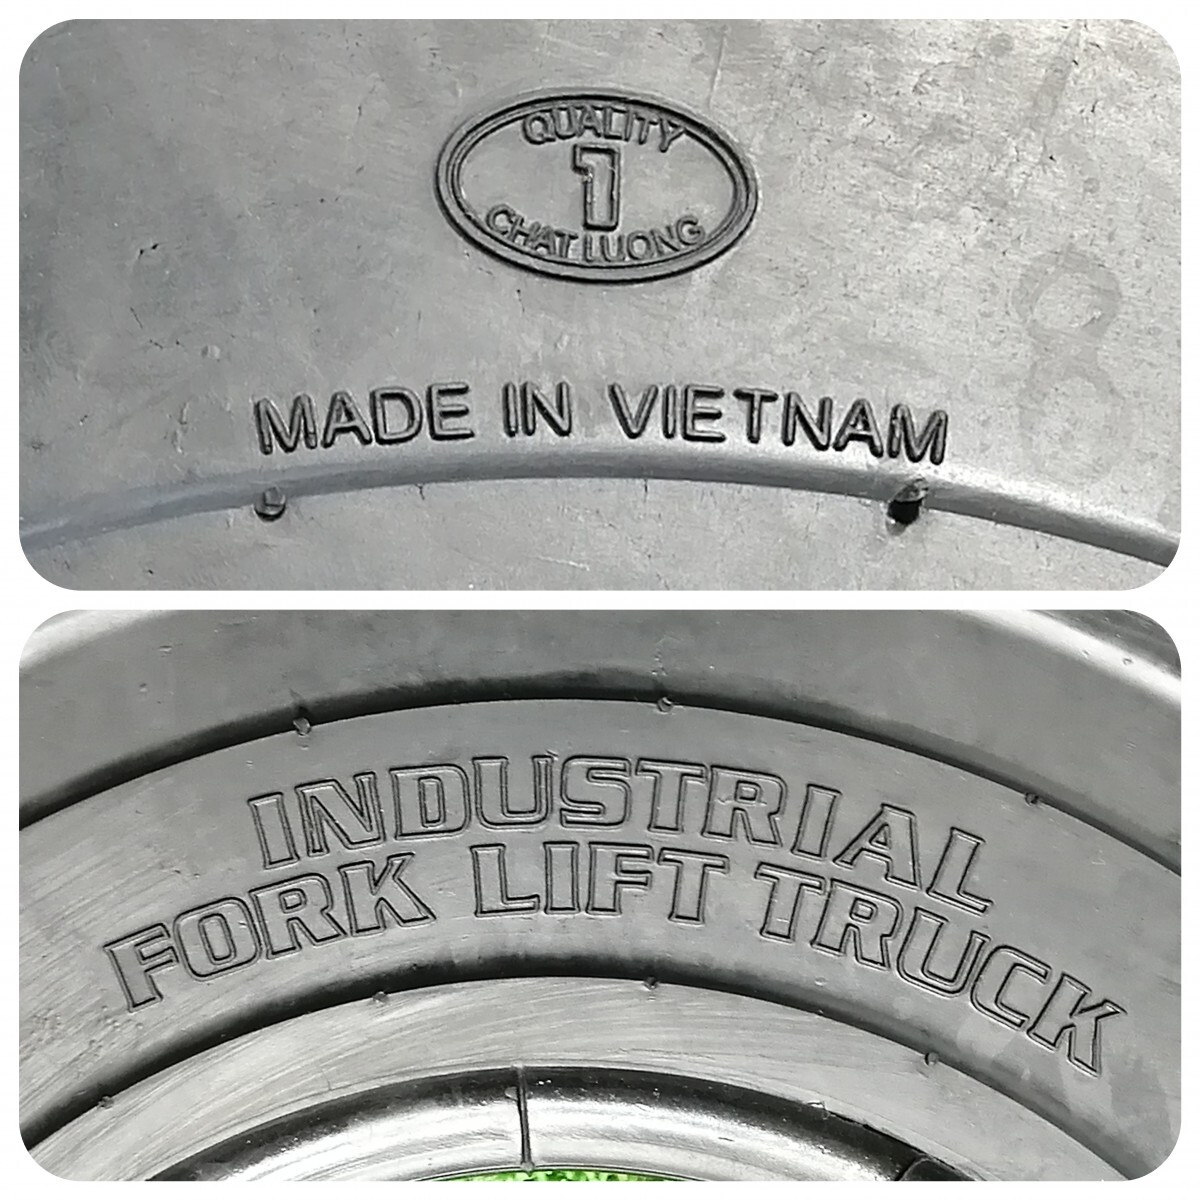 QUALITY
1
CHAT LUONG
MADE IN VIETNAM
INDUSTRIAL
FORK LIFT TRUCK